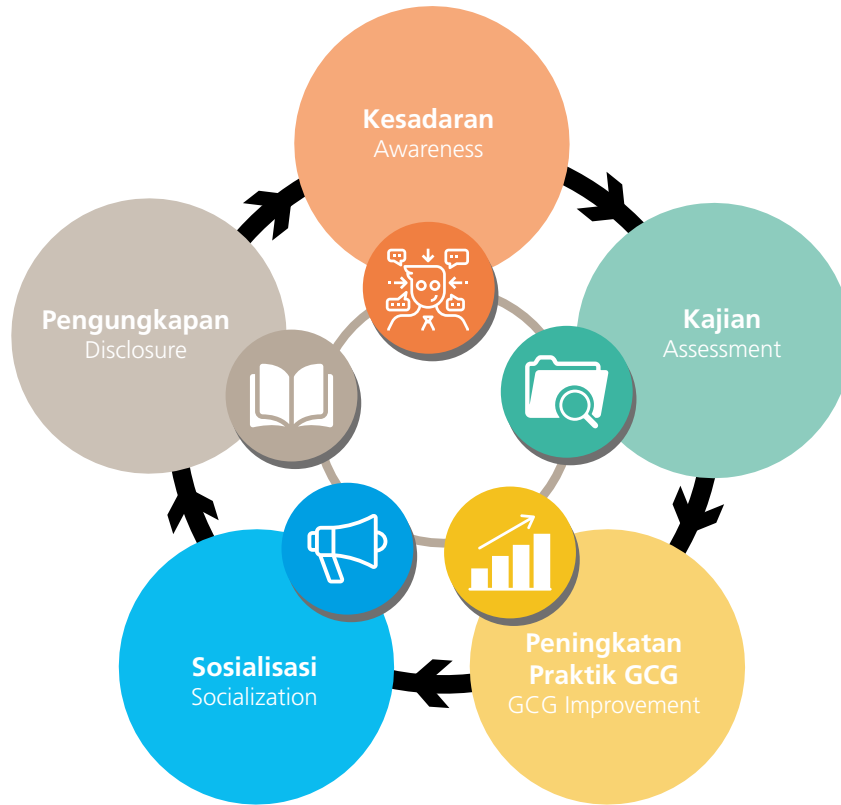 Kesadaran
Awareness
Kajian
Assessment
Peningkatan
Praktik GCG
GCG Improvement
Sosialisasi
Socialization
Pengungkapan
Disclosure